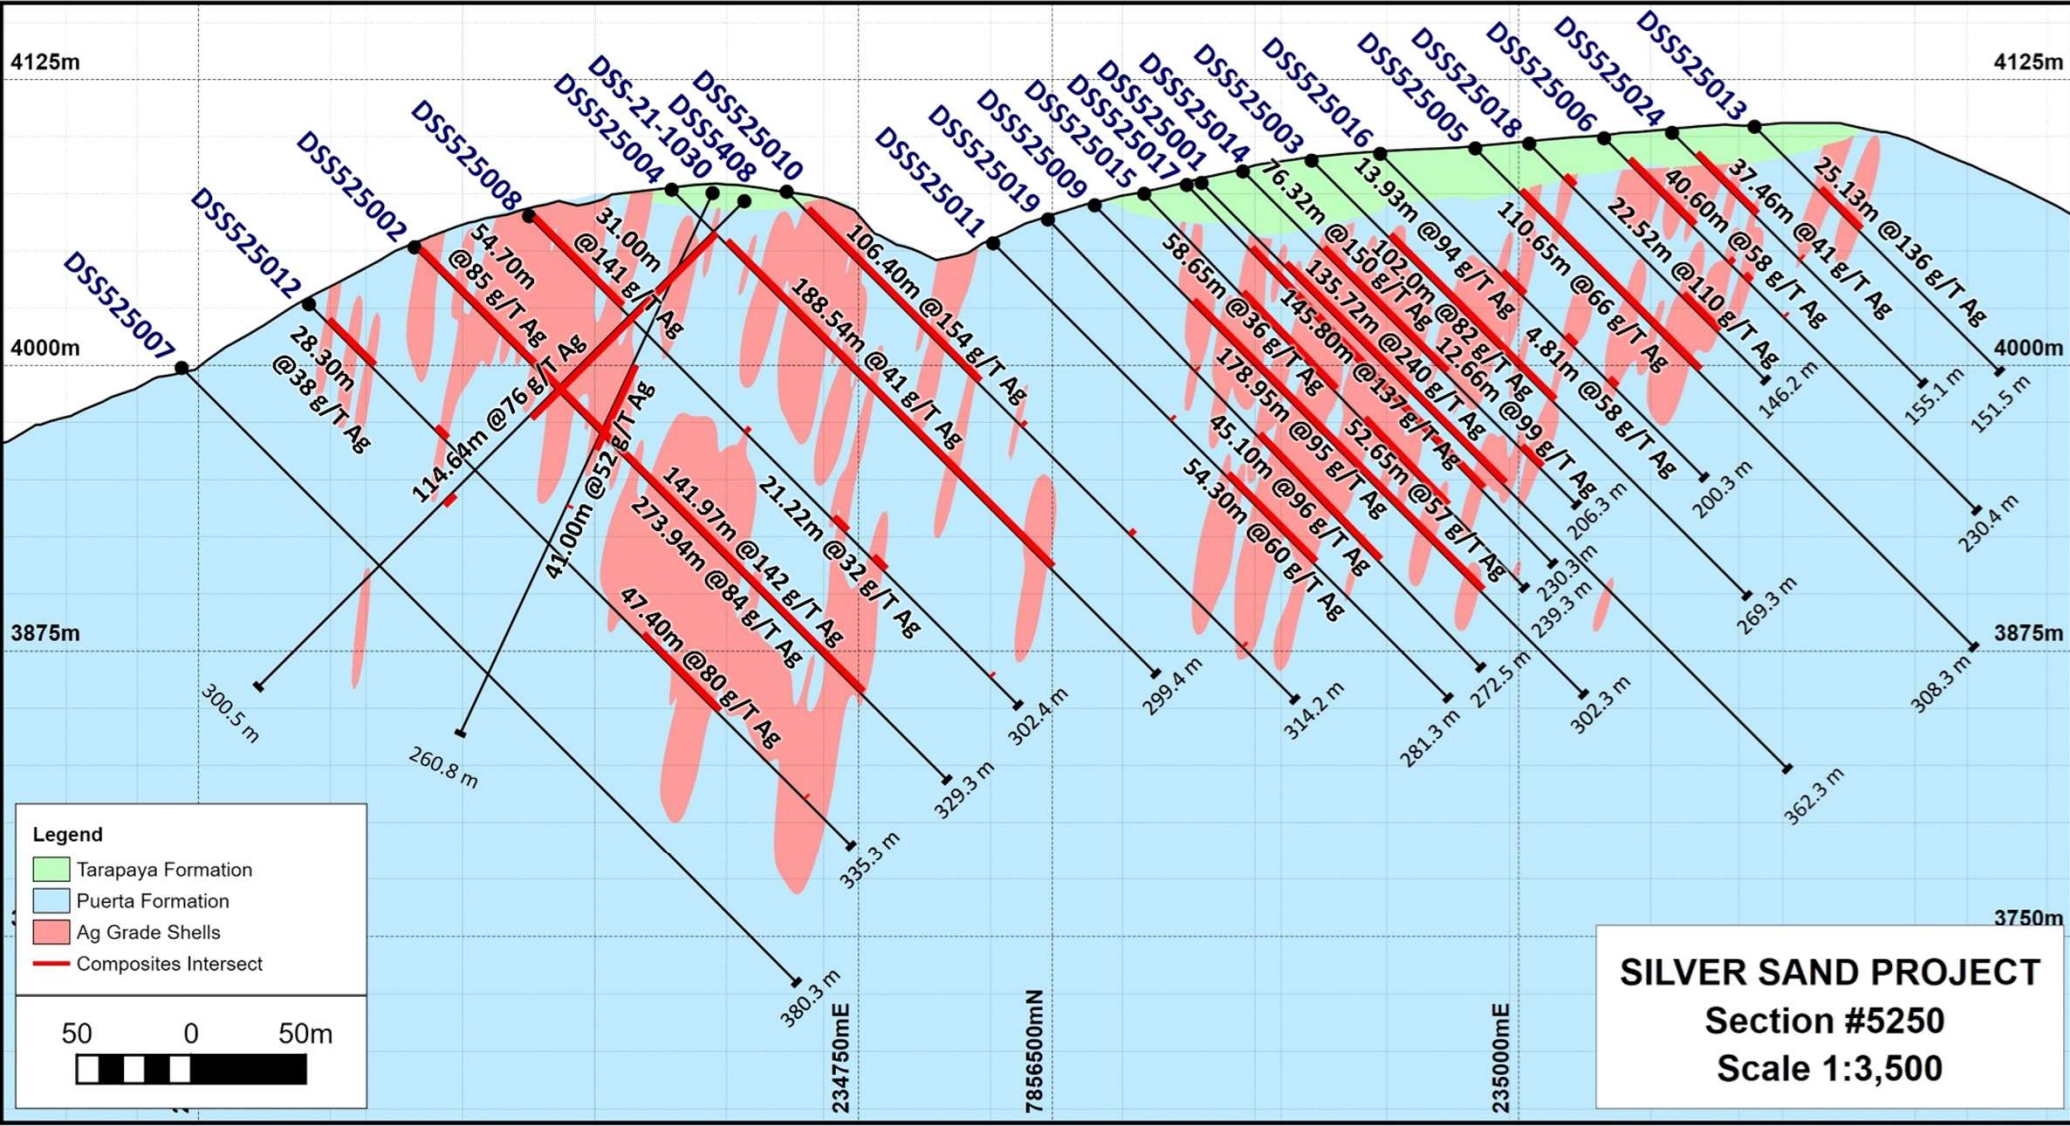 4125m
4125m
4000m
4000m
3875m
3875m
3750m
DSS525007
DSS525012
DSS525002
DSS525008
DSS525004
DSS-21-1030
DSS5408
DSS525010
DSS525011
DSS525019
DSS525009
DSS525015
DSS525017
DSS525001
DSS525014
DSS525003
DSS525016
DSS525005
DSS525018
DSS525006
DSS525024
DSS525013
28.30m
@38 g/T Ag
54.70m
@85 g/T Ag
31.00m
@141 g/T Ag
114.64m @76 g/T Ag
41.00m @52 g/T Ag
106.40m @154 g/T Ag
188.54m @41 g/T Ag
21.22m @32 g/T Ag
141.97m @142 g/T Ag
273.94m @84 g/T Ag
47.40m @80 g/T Ag
58.65m @36 g/T Ag
178.95m @95 g/T Ag
45.10m @96 g/T Ag
54.30m @60 g/T Ag
52.65m @57g/T Ag
145.80m @137g/T Ag
135.72m @240 g/T Ag
76.32m @150 g/T Ag
102.0m @82 g/T Ag
12.66m @99 g/T Ag
13.93m @94 g/T Ag
4.81m @58 g/T Ag
110.65m @66 g/T Ag
22.52m @110 g/T Ag
40.60m @58 g/T Ag
37.46m @41 g/T Ag
25.13m @136 g/T Ag
300.5 m
260.8 m
380.3 m
335.3 m
329.3 m
302.4 m
299.4 m
314.2 m
281.3 m
272.5 m
302.3 m
239.3 m
230.3m
206.3 m
362.3 m
269.3 m
200.3 m
308.3 m
230.4 m
146.2 m
155.1 m
151.5 m
Legend
Tarapaya Formation
Puerta Formation
Ag Grade Shells
Composites Intersect
50 0 50m
234750mE
7856500mN
235000mE
SILVER SAND PROJECT
Section #5250
Scale 1:3,500